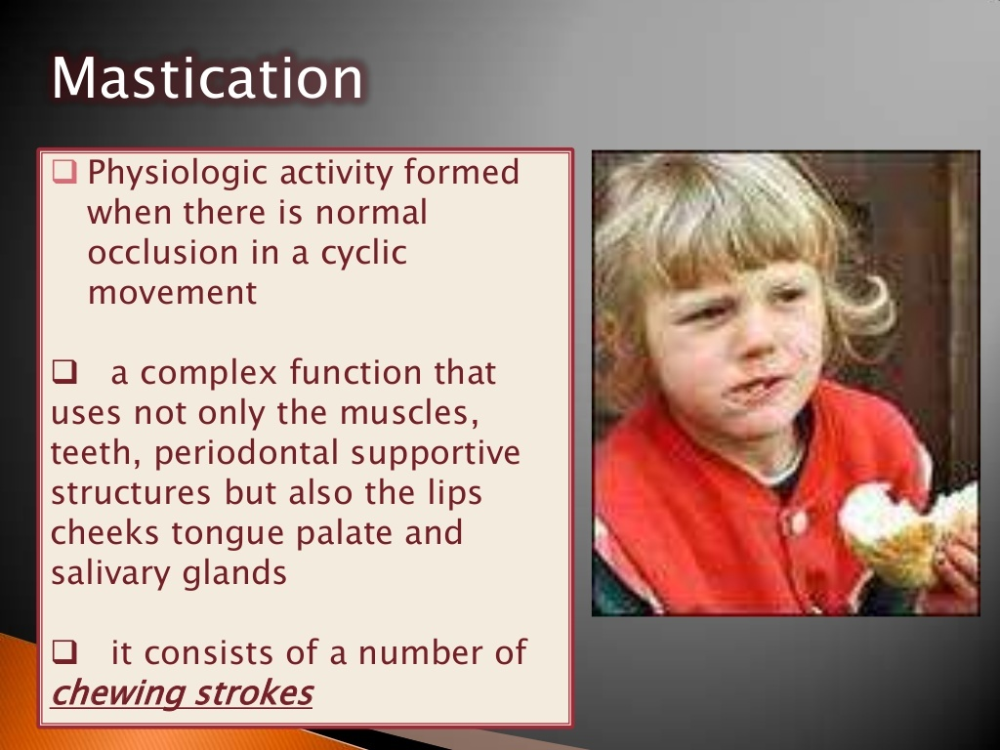 Mastication
❑ Physiologic activity formed
when there is normal
occlusion in a cyclic
movement
❑ a complex function that
uses not only the muscles,
teeth, periodontal supportive
structures but also the lips
cheeks tongue palate and
salivary glands
❑ it consists of a number of
chewing strokes